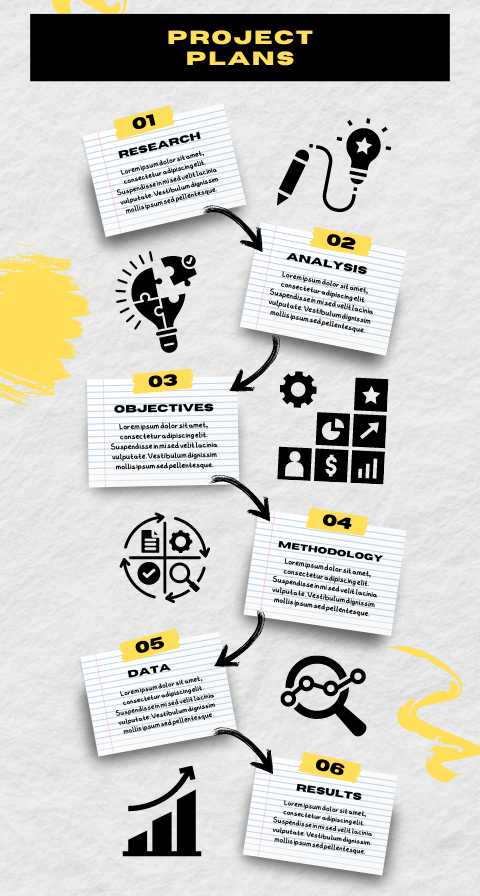 PROJECT
PLANS
01
RESEARCH
Lorem ipsum dolor sit amet,
consectetur adipiscing elit.
Suspendisse in mi sed velit lacinia
vulputate. Vestibulum dignissim
mollis ipsum sed pellentesque.
02
ANALYSIS
Lorem ipsum dolor sit amet,
consectetur adipiscing elit.
Suspendisse in mi sed velit lacinia
vulputate. Vestibulum dignissim
mollis ipsum sed pellentesque.
03
OBJECTIVES
Lorem ipsum dolor sit amet,
consectetur adipiscing elit.
Suspendisse in mi sed velit lacinia
vulputate. Vestibulum dignissim
mollis ipsum sed pellentesque.
$
04
METHODOLOGY
Lorem ipsum dolor sit amet,
consectetur adipiscing elit.
Suspendisse in mi sed velit lacinia
vulputate. Vestibulum dignissim
mollis ipsum sed pellentesque.
05
DATA
Lorem ipsum dolor sit amet,
consectetur adipiscing elit.
Suspendisse in mi sed velit lacinia
vulputate. Vestibulum dignissim
mollis ipsum sed pellentesque.
06
RESULTS
Lorem ipsum dolor sit amet,
consectetur adipiscing elit.
Suspendisse in mi sed velit lacinia
vulputate. Vestibulum dignissim
mollis ipsum sed pellentesque.